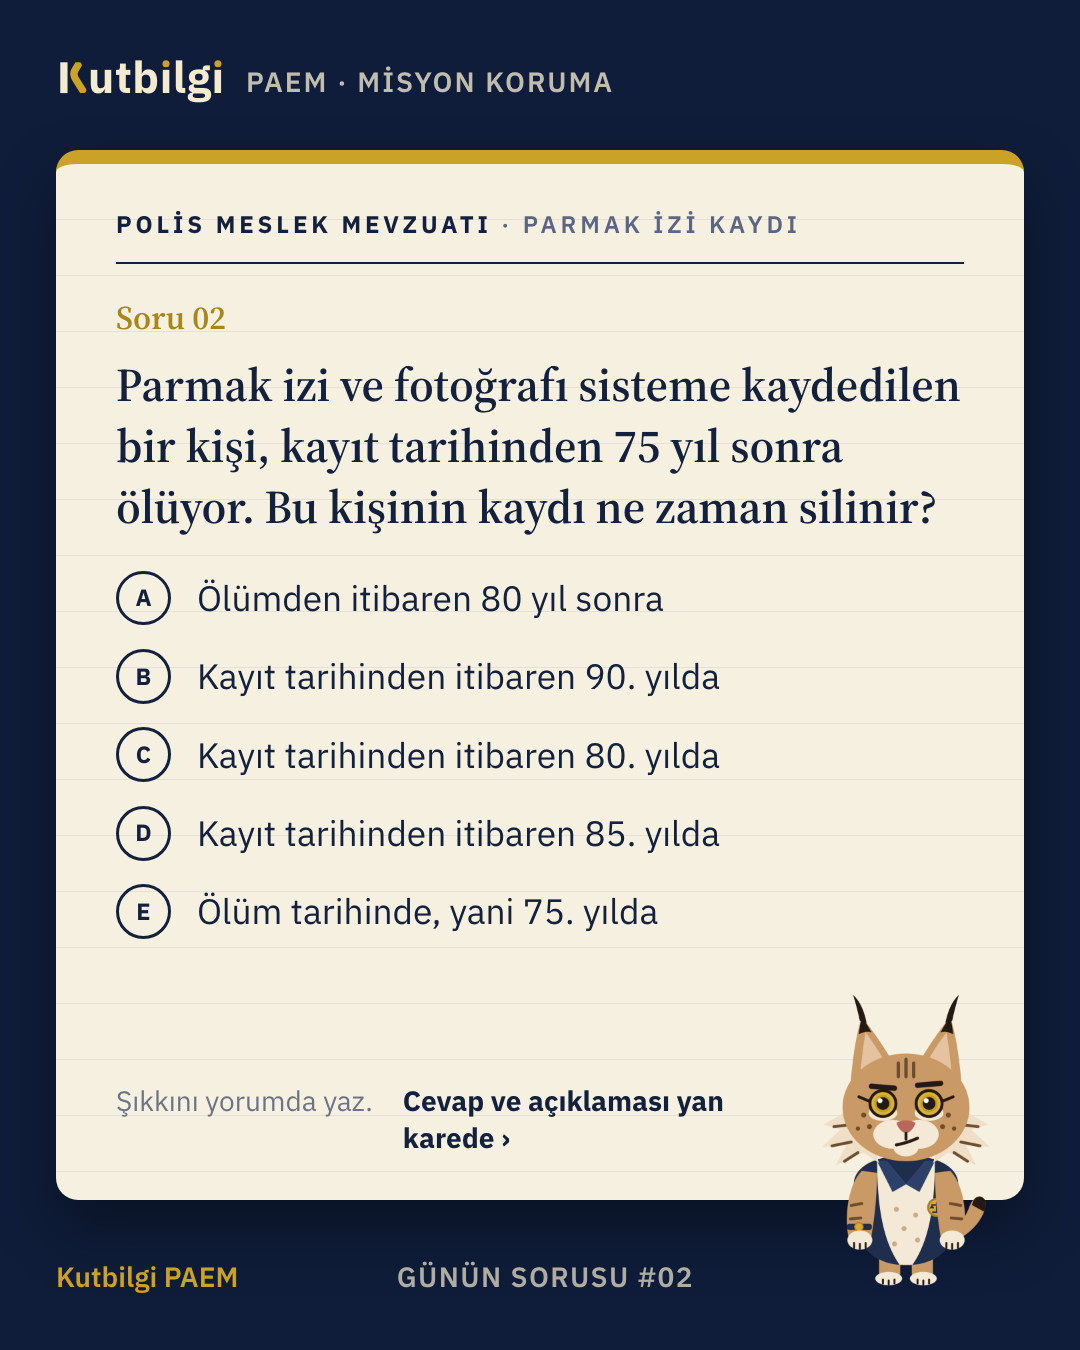 Kutbilgi PAEM · MİSYON KORUMA
POLİS MESLEK MEVZUATI · PARMAK İZİ KAYDI
Soru 02
Parmak izi ve fotoğrafı sisteme kaydedilen
bir kişi, kayıt tarihinden 75 yıl sonra
ölüyor. Bu kişinin kaydı ne zaman silinir?
A Ölümden itibaren 80 yıl sonra
B Kayıt tarihinden itibaren 90. yılda
C Kayıt tarihinden itibaren 80. yılda
D Kayıt tarihinden itibaren 85. yılda
E Ölüm tarihinde, yani 75. yılda
Şıkkını yorumda yaz. Cevap ve açıklaması yan
karede ›
Kutbilgi PAEM GÜNÜN SORUSU #02